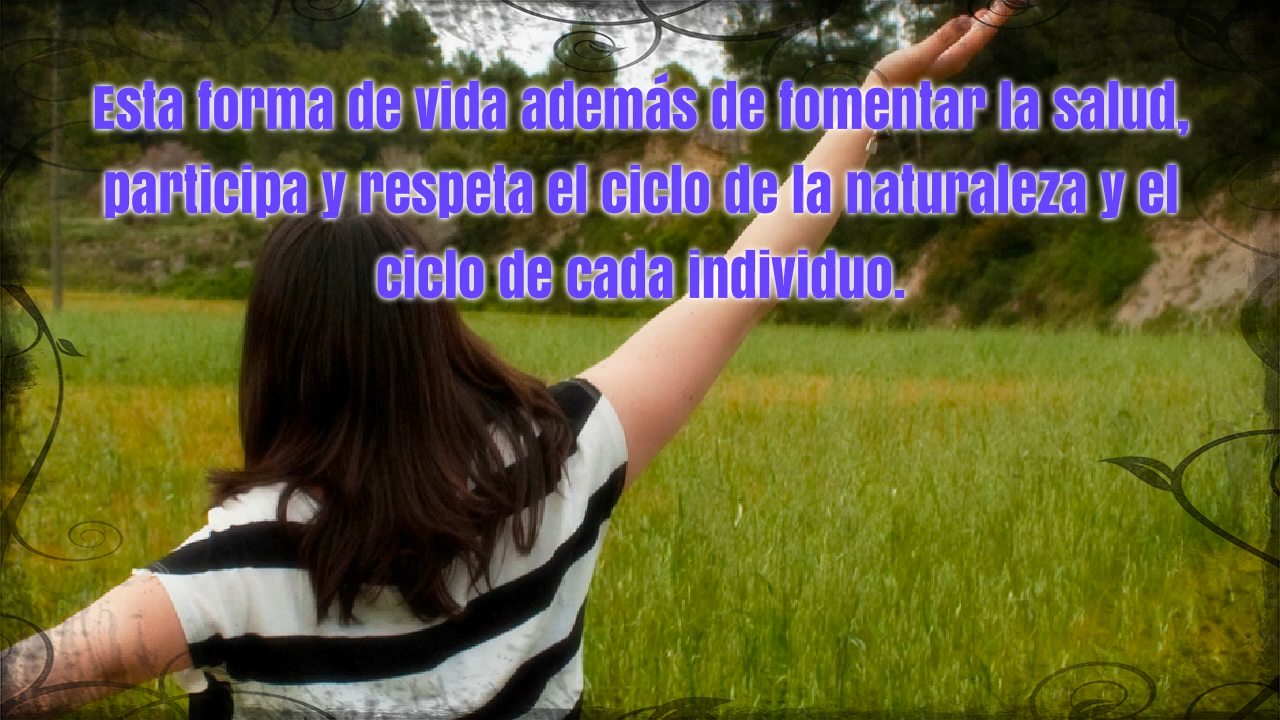 Esta forma de vida además de fomentar la salud,
participa y respeta el ciclo de la naturaleza y el
ciclo de cada individuo.